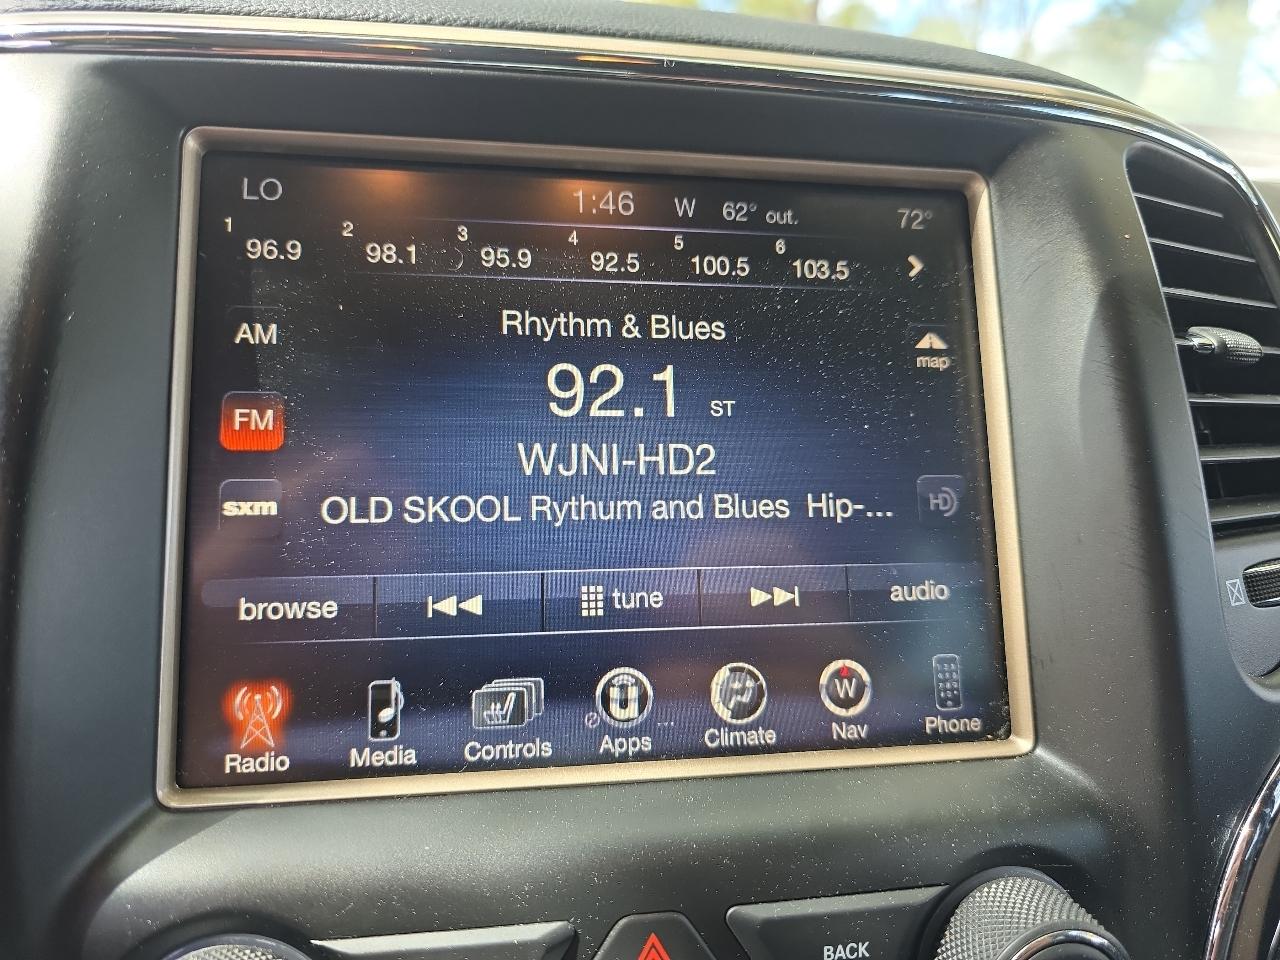 LO 1:46 W 62° out. 72°
1 96.9 2 98.1 3 95.9 4 92.5 5 100.5 6 103.5
AM
Rhythm & Blues
map
FM
92.1 ST
WJNI-HD2
sxm
OLD SKOOL Rythum and Blues Hip-...
HD
browse tune audio
W
Radio Media Controls Apps Climate Nav Phone
BACK